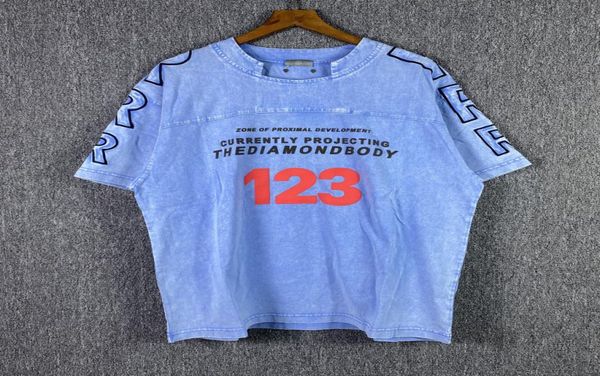 ZONE OF PROXIMAL DEVELOPMENT
CURRENTLY PROJECTING
THEDIAMONDBODY
123